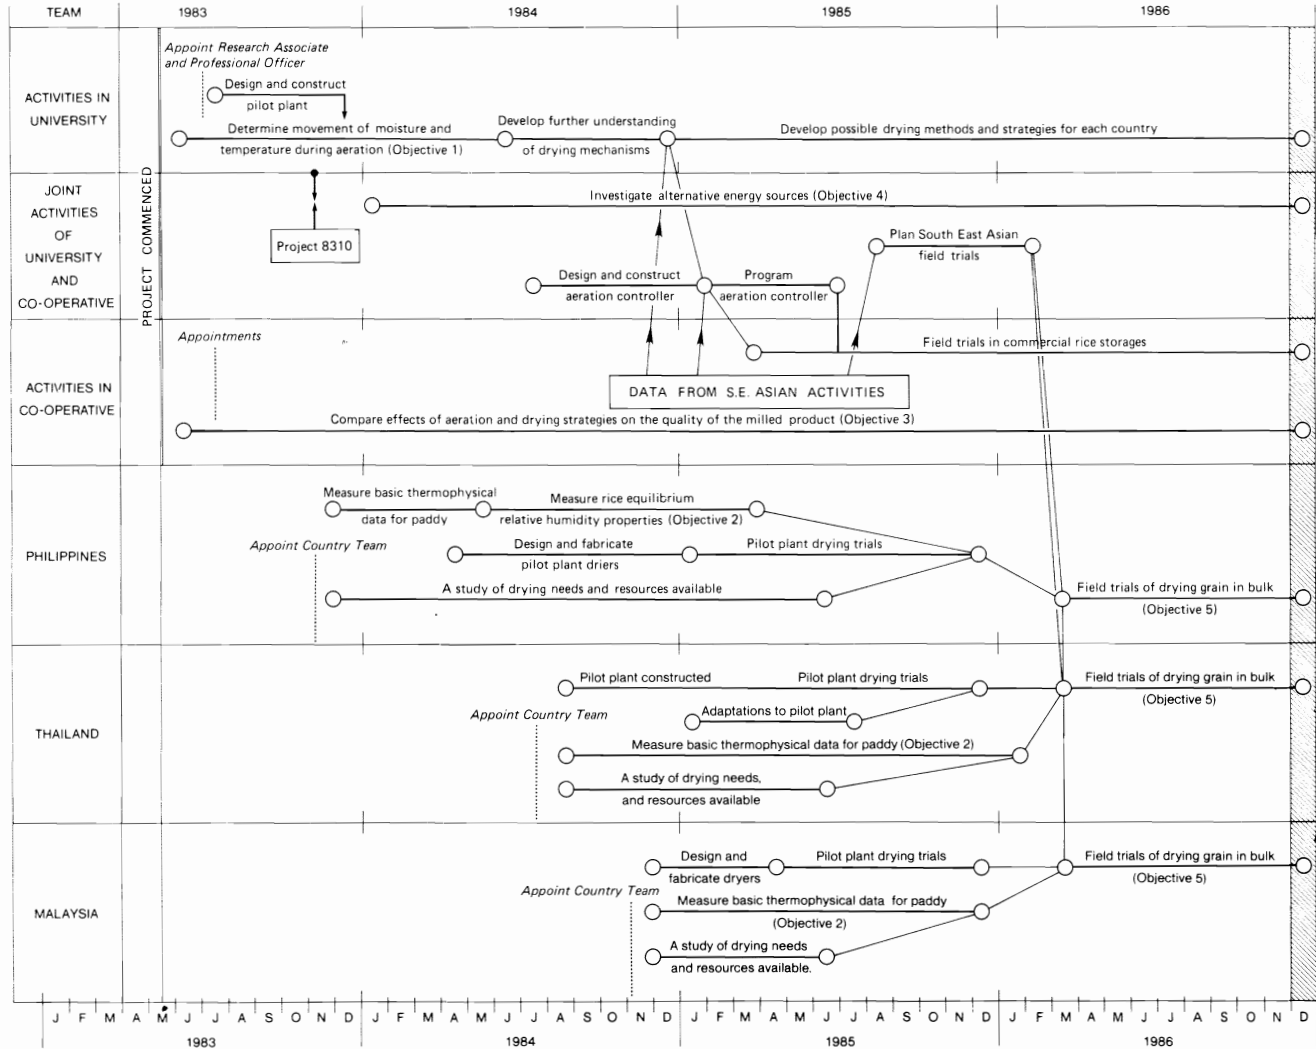 TEAM 1983 1984 1985 1986
Appoint Research Associate
and Professional Officer
ACTIVITIES IN
UNIVERSITY
Design and construct
pilot plant
Determine movement of moisture and
temperature during aeration (Objective 1)
Develop further understanding
of drying mechanisms
Develop possible drying methods and strategies for each country
PROJECT COMMENCED
JOINT
ACTIVITIES
OF
UNIVERSITY
AND
CO-OPERATIVE
Investigate alternative energy sources (Objective 4)
Project 8310
Plan South East Asian
field trials
Design and construct
aeration controller
Program
aeration controller
ACTIVITIES IN
CO-OPERATIVE
Appointments
Field trials in commercial rice storages
DATA FROM S.E. ASIAN ACTIVITIES
Compare effects of aeration and drying strategies on the quality of the milled product (Objective 3)
PHILIPPINES
Measure basic thermophysical
data for paddy
Measure rice equilibrium
relative humidity properties (Objective 2)
Appoint Country Team
Design and fabricate
pilot plant driers
Pilot plant drying trials
A study of drying needs and resources available
Field trials of drying grain in bulk
(Objective 5)
THAILAND
Pilot plant constructed
Pilot plant drying trials
Field trials of drying grain in bulk
(Objective 5)
Appoint Country Team
Adaptations to pilot plant
Measure basic thermophysical data for paddy (Objective 2)
A study of drying needs,
and resources available
MALAYSIA
Design and
fabricate dryers
Pilot plant drying trials
Field trials of drying grain in bulk
(Objective 5)
Appoint Country Team
Measure basic thermophysical data for paddy
(Objective 2)
A study of drying needs
and resources available.
J F M A M J J A S O N D J F M A M J J A S O N D J F M A M J J A S O N D J F M A M J J A S O N D
1983 1984 1985 1986